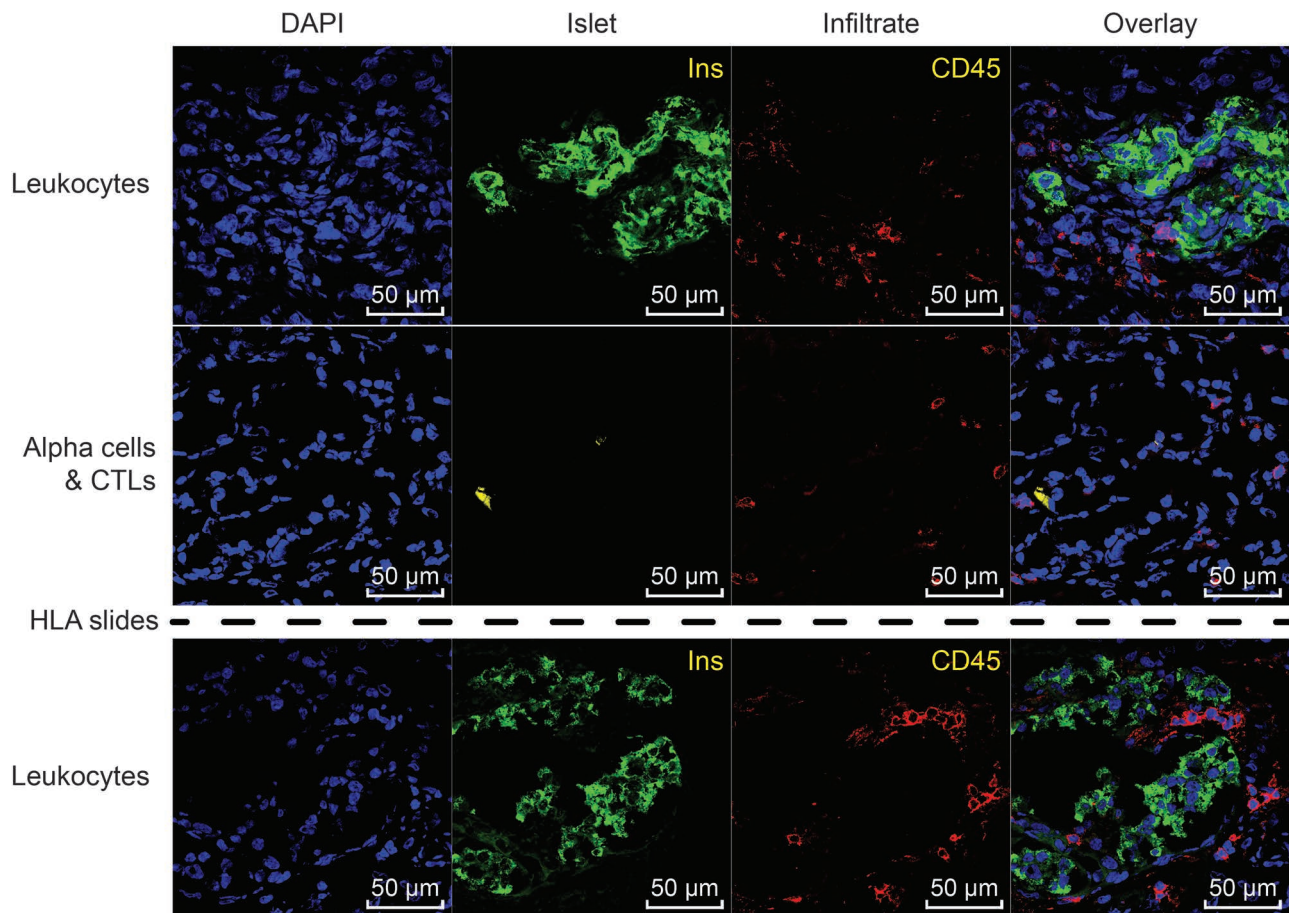 DAPI Islet Infiltrate Overlay
Leukocytes
Ins
CD45
50 µm 50 µm 50 µm 50 µm
Alpha cells
& CTLs
50 µm 50 µm 50 µm 50 µm
HLA slides
Ins
CD45
Leukocytes
50 µm 50 µm 50 µm 50 µm